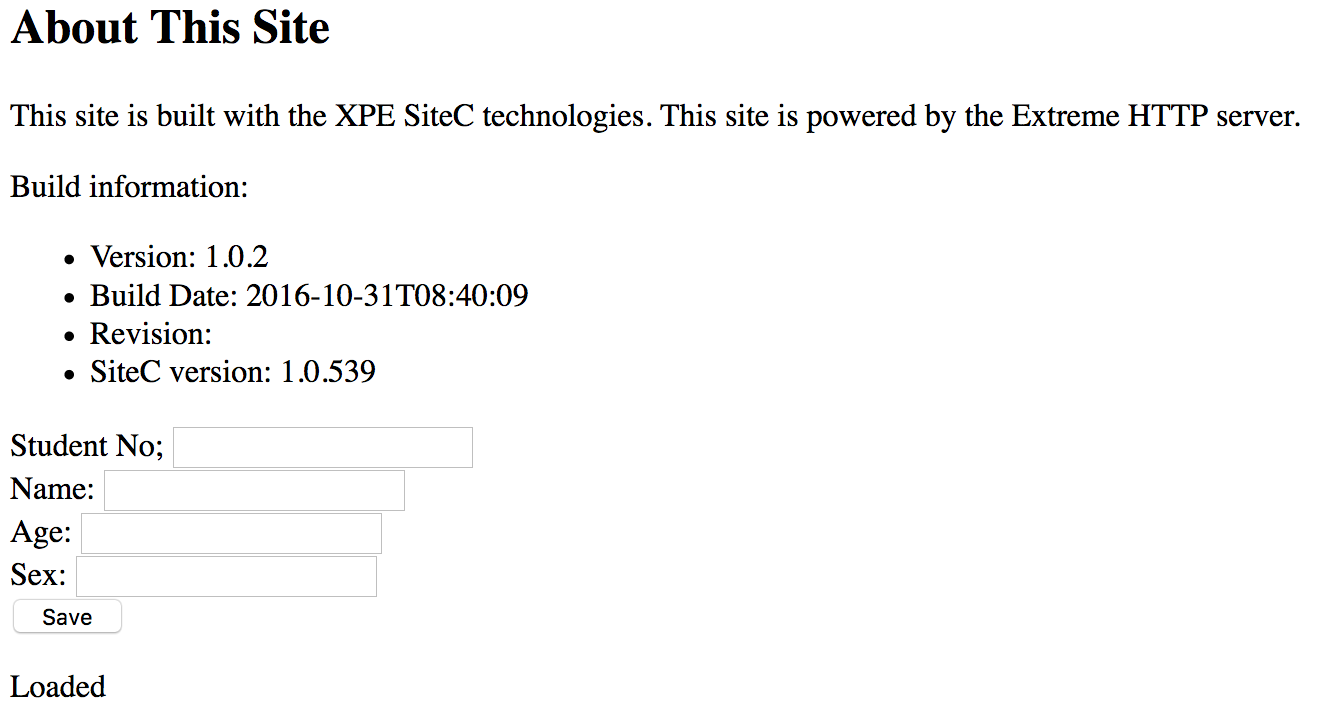 About This Site
This site is built with the XPE SiteC technologies. This site is powered by the Extreme HTTP server.
Build information:
• Version: 1.0.2
• Build Date: 2016-10-31T08:40:09
• Revision:
• SiteC version: 1.0.539
Student No;
Name:
Age:
Sex:
Save
Loaded